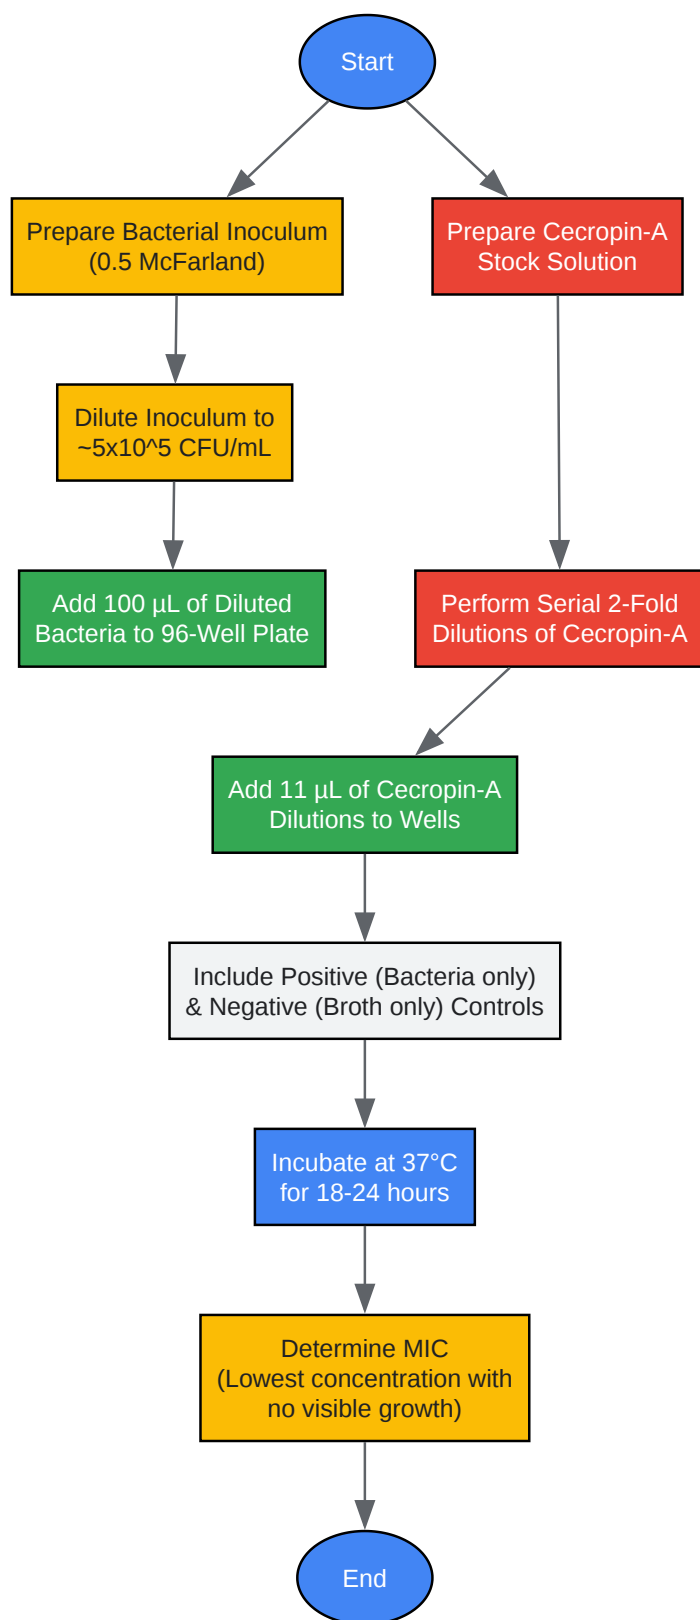 Start
Prepare Bacterial Inoculum
(0.5 McFarland)
Prepare Cecropin-A
Stock Solution
Dilute Inoculum to
~5x10^5 CFU/mL
Add 100 µL of Diluted
Bacteria to 96-Well Plate
Perform Serial 2-Fold
Dilutions of Cecropin-A
Add 11 µL of Cecropin-A
Dilutions to Wells
Include Positive (Bacteria only)
& Negative (Broth only) Controls
Incubate at 37°C
for 18-24 hours
Determine MIC
(Lowest concentration with
no visible growth)
End